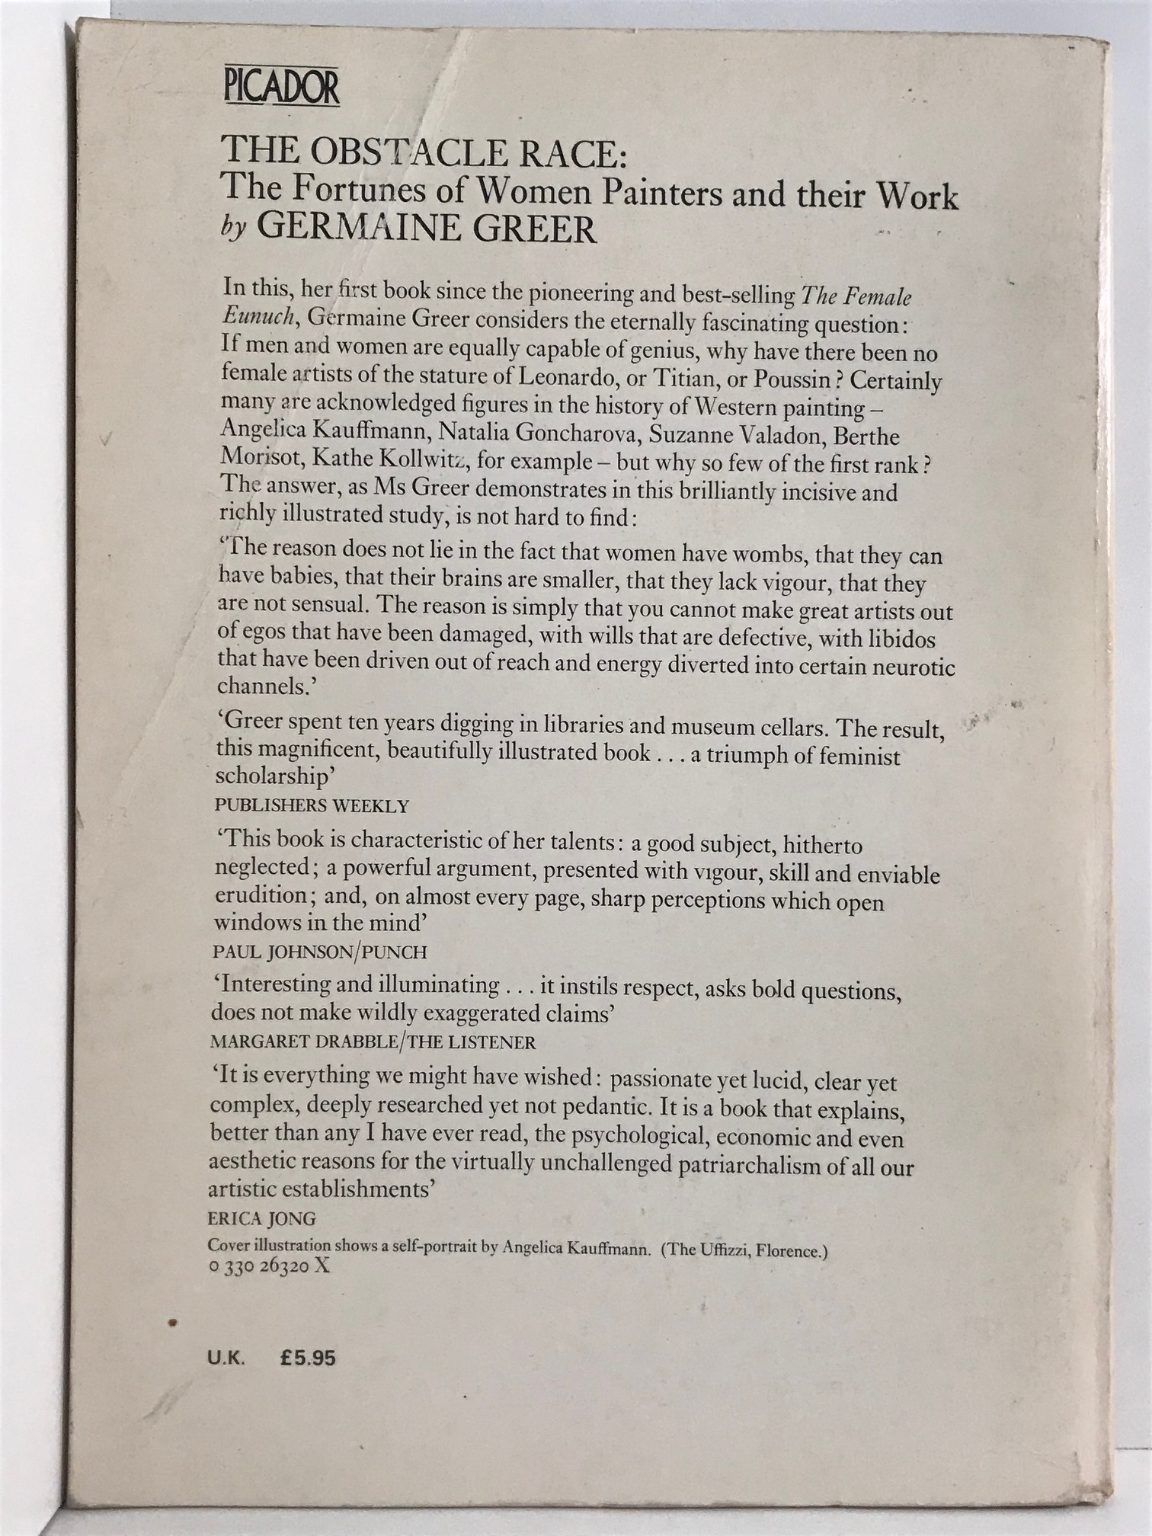 PICADOR
THE OBSTACLE RACE:
The Fortunes of Women Painters and their Work
by GERMAINE GREER
In this, her first book since the pioneering and best-selling The Female
Eunuch, Germaine Greer considers the eternally fascinating question:
If men and women are equally capable of genius, why have there been no
female artists of the stature of Leonardo, or Titian, or Poussin? Certainly
many are acknowledged figures in the history of Western painting –
Angelica Kauffmann, Natalia Goncharova, Suzanne Valadon, Berthe
Morisot, Kathe Kollwitz, for example – but why so few of the first rank?
The answer, as Ms Greer demonstrates in this brilliantly incisive and
richly illustrated study, is not hard to find:
‘The reason does not lie in the fact that women have wombs, that they can
have babies, that their brains are smaller, that they lack vigour, that they
are not sensual. The reason is simply that you cannot make great artists out
of egos that have been damaged, with wills that are defective, with libidos
that have been driven out of reach and energy diverted into certain neurotic
channels.’
‘Greer spent ten years digging in libraries and museum cellars. The result,
this magnificent, beautifully illustrated book . . . a triumph of feminist
scholarship’
PUBLISHERS WEEKLY
‘This book is characteristic of her talents: a good subject, hitherto
neglected; a powerful argument, presented with vigour, skill and enviable
erudition; and, on almost every page, sharp perceptions which open
windows in the mind’
PAUL JOHNSON/PUNCH
‘Interesting and illuminating . . . it instils respect, asks bold questions,
does not make wildly exaggerated claims’
MARGARET DRABBLE/THE LISTENER
‘It is everything we might have wished: passionate yet lucid, clear yet
complex, deeply researched yet not pedantic. It is a book that explains,
better than any I have ever read, the psychological, economic and even
aesthetic reasons for the virtually unchallenged patriarchalism of all our
artistic establishments’
ERICA JONG
Cover illustration shows a self-portrait by Angelica Kauffmann. (The Uffizzi, Florence.)
0 330 26320 X
U.K. £5.95